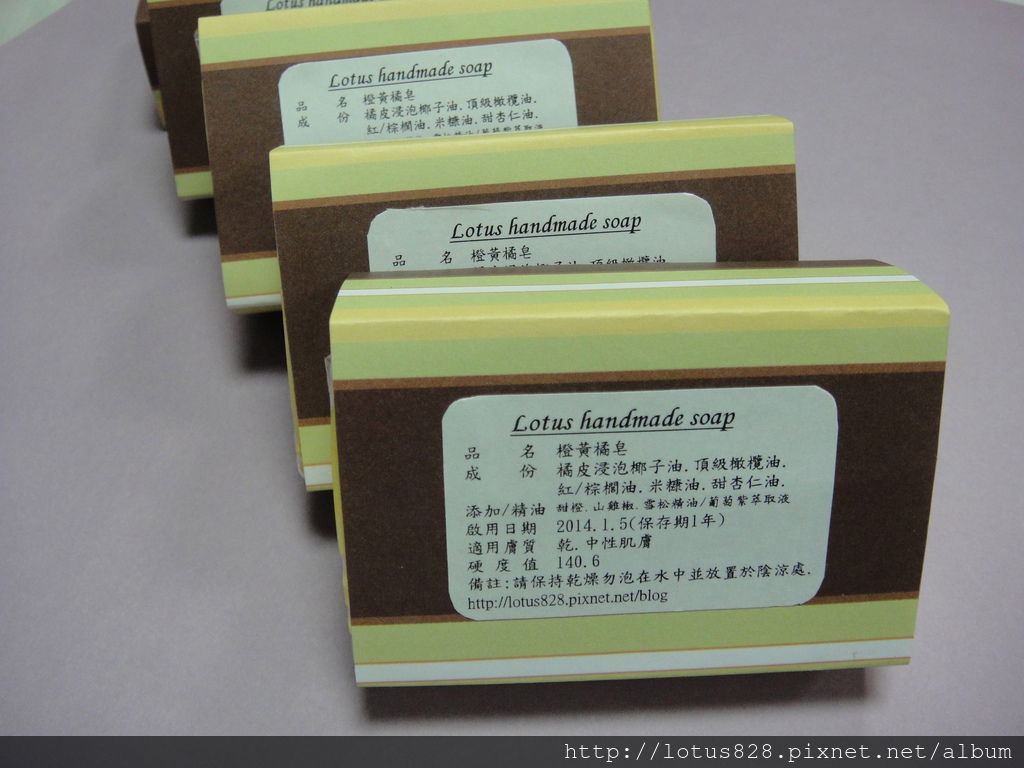 Lotus handmade soap
Lotus handmade soap
品 名 橙黃橘皂
成 份 橘皮浸泡椰子油.頂級橄欖油.
紅/棕櫚油.米糠油.甜杏仁油.
Lotus handmade soap
品 名 橙黃橘皂
Lotus handmade soap
品 名 橙黃橘皂
成 份 橘皮浸泡椰子油.頂級橄欖油.
紅/棕櫚油.米糠油.甜杏仁油.
添加/精油 甜橙.山雞椒.雪松精油/葡萄紫萃取液
啟用日期 2014.1.5(保存期1年)
適用膚質 乾.中性肌膚
硬 度 值 140.6
備註:請保持乾燥勿泡在水中並放置於陰涼處.
http://lotus828.pixnet.net/blog
http://lotus828.pixnet.net/album